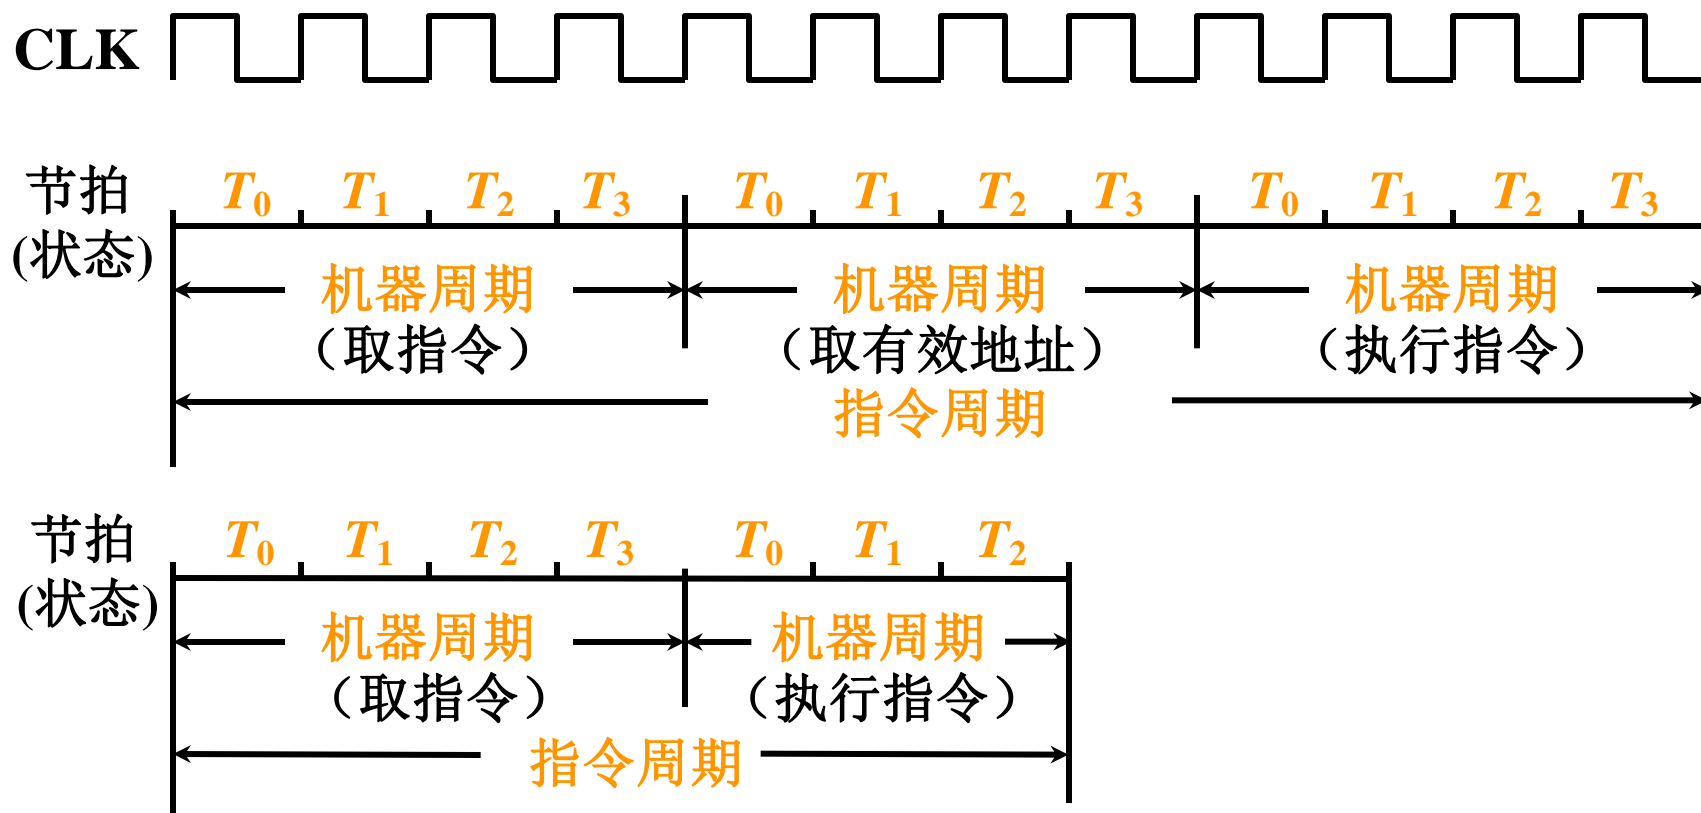 CLK
节拍
(状态)
T0 T1 T2 T3 T0 T1 T2 T3 T0 T1 T2 T3
机器周期 机器周期 机器周期
（取指令） （取有效地址） （执行指令）
指令周期
节拍
(状态)
T0 T1 T2 T3 T0 T1 T2
机器周期 机器周期
（取指令） （执行指令）
指令周期